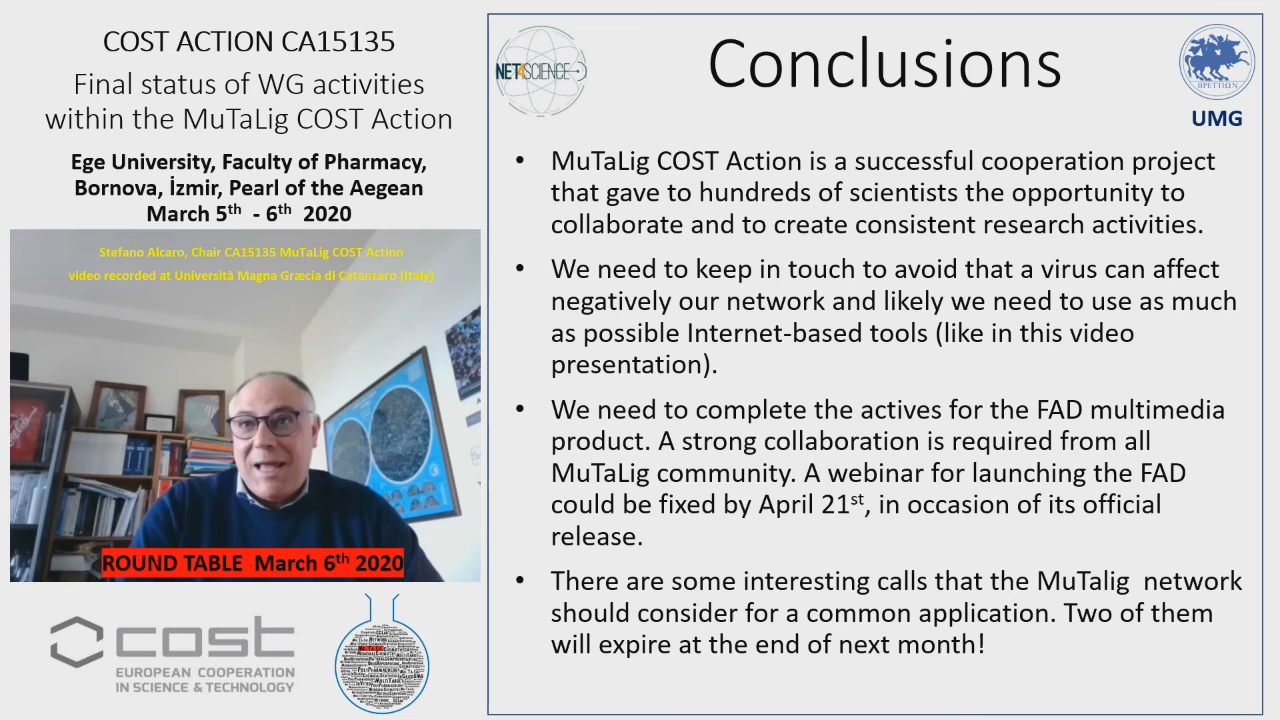 COST ACTION CA15135
Final status of WG activities
within the MuTaLig COST Action
Ege University, Faculty of Pharmacy,
Bornova, İzmir, Pearl of the Aegean
March 5th - 6th 2020
Stefano Alcaro, Chair CA15135 MuTaLig COST Action
video recorded at Università Magna Græcia di Catanzaro (Italy)
ROUND TABLE March 6th 2020
cost
EUROPEAN COOPERATION
IN SCIENCE & TECHNOLOGY
NET4SCIENCE
Conclusions
ΒΡΕΤΤΙΩΝ
UMG
• MuTaLig COST Action is a successful cooperation project
that gave to hundreds of scientists the opportunity to
collaborate and to create consistent research activities.
• We need to keep in touch to avoid that a virus can affect
negatively our network and likely we need to use as much
as possible Internet-based tools (like in this video
presentation).
• We need to complete the actives for the FAD multimedia
product. A strong collaboration is required from all
MuTaLig community. A webinar for launching the FAD
could be fixed by April 21st, in occasion of its official
release.
• There are some interesting calls that the MuTalig network
should consider for a common application. Two of them
will expire at the end of next month!